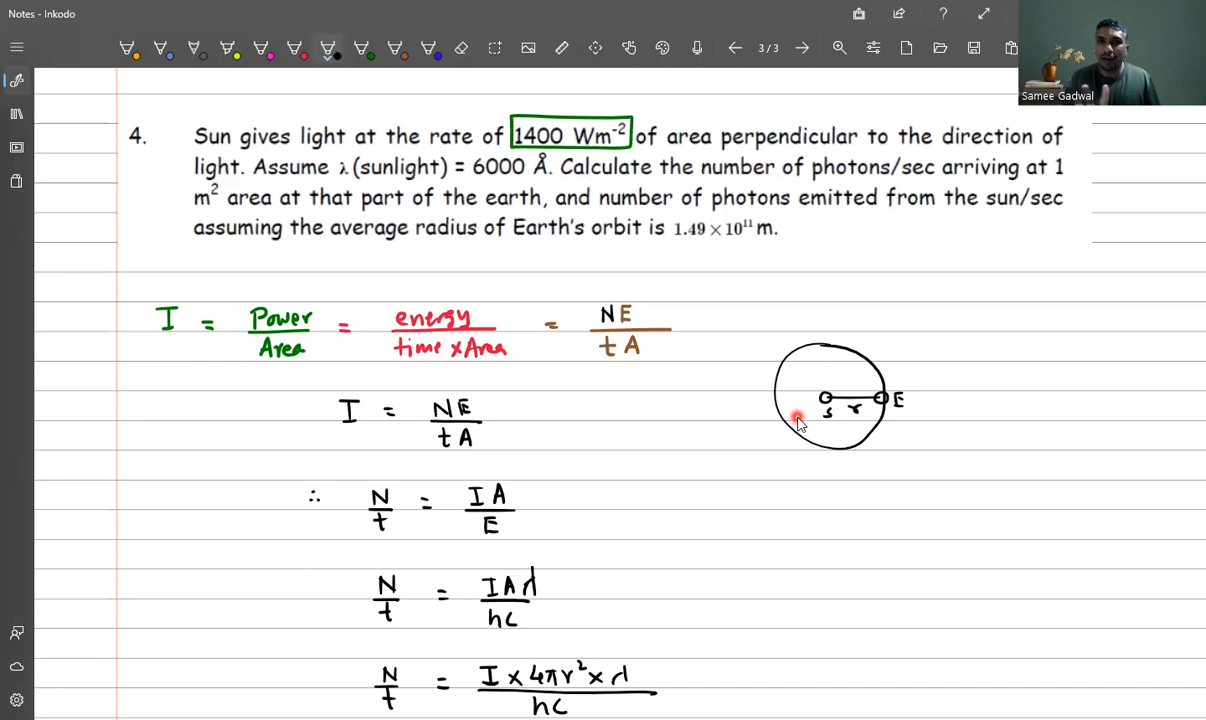 Notes - Inkodo
3 / 3
Samee Gadwal
4. Sun gives light at the rate of 1400 Wm⁻² of area perpendicular to the direction of
light. Assume λ (sunlight) = 6000 Å. Calculate the number of photons/sec arriving at 1
m² area at that part of the earth, and number of photons emitted from the sun/sec
assuming the average radius of Earth's orbit is 1.49 × 10¹¹ m.
I = Power/Area = energy/time x Area = NE/tA
S r E
I = NE/tA
∴ N/t = IA/E
N/t = IAλ/hc
N/t = I x 4πr² x λ/hc